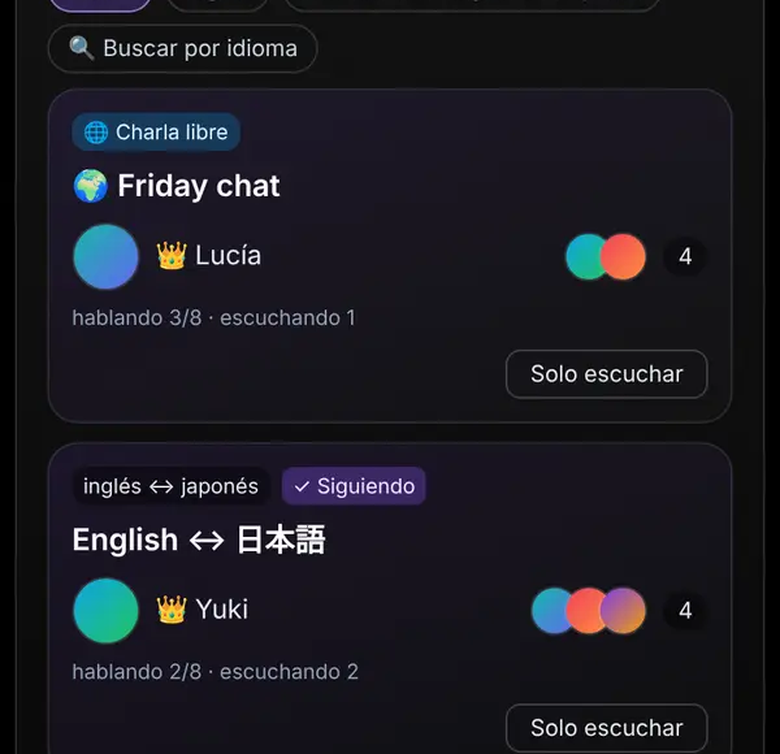 🔍 Buscar por idioma
🌐 Charla libre
🌍 Friday chat
👑 Lucía
4
hablando 3/8 · escuchando 1
Solo escuchar
inglés ↔ japonés
✓ Siguiendo
English ↔ 日本語
👑 Yuki
4
hablando 2/8 · escuchando 2
Solo escuchar